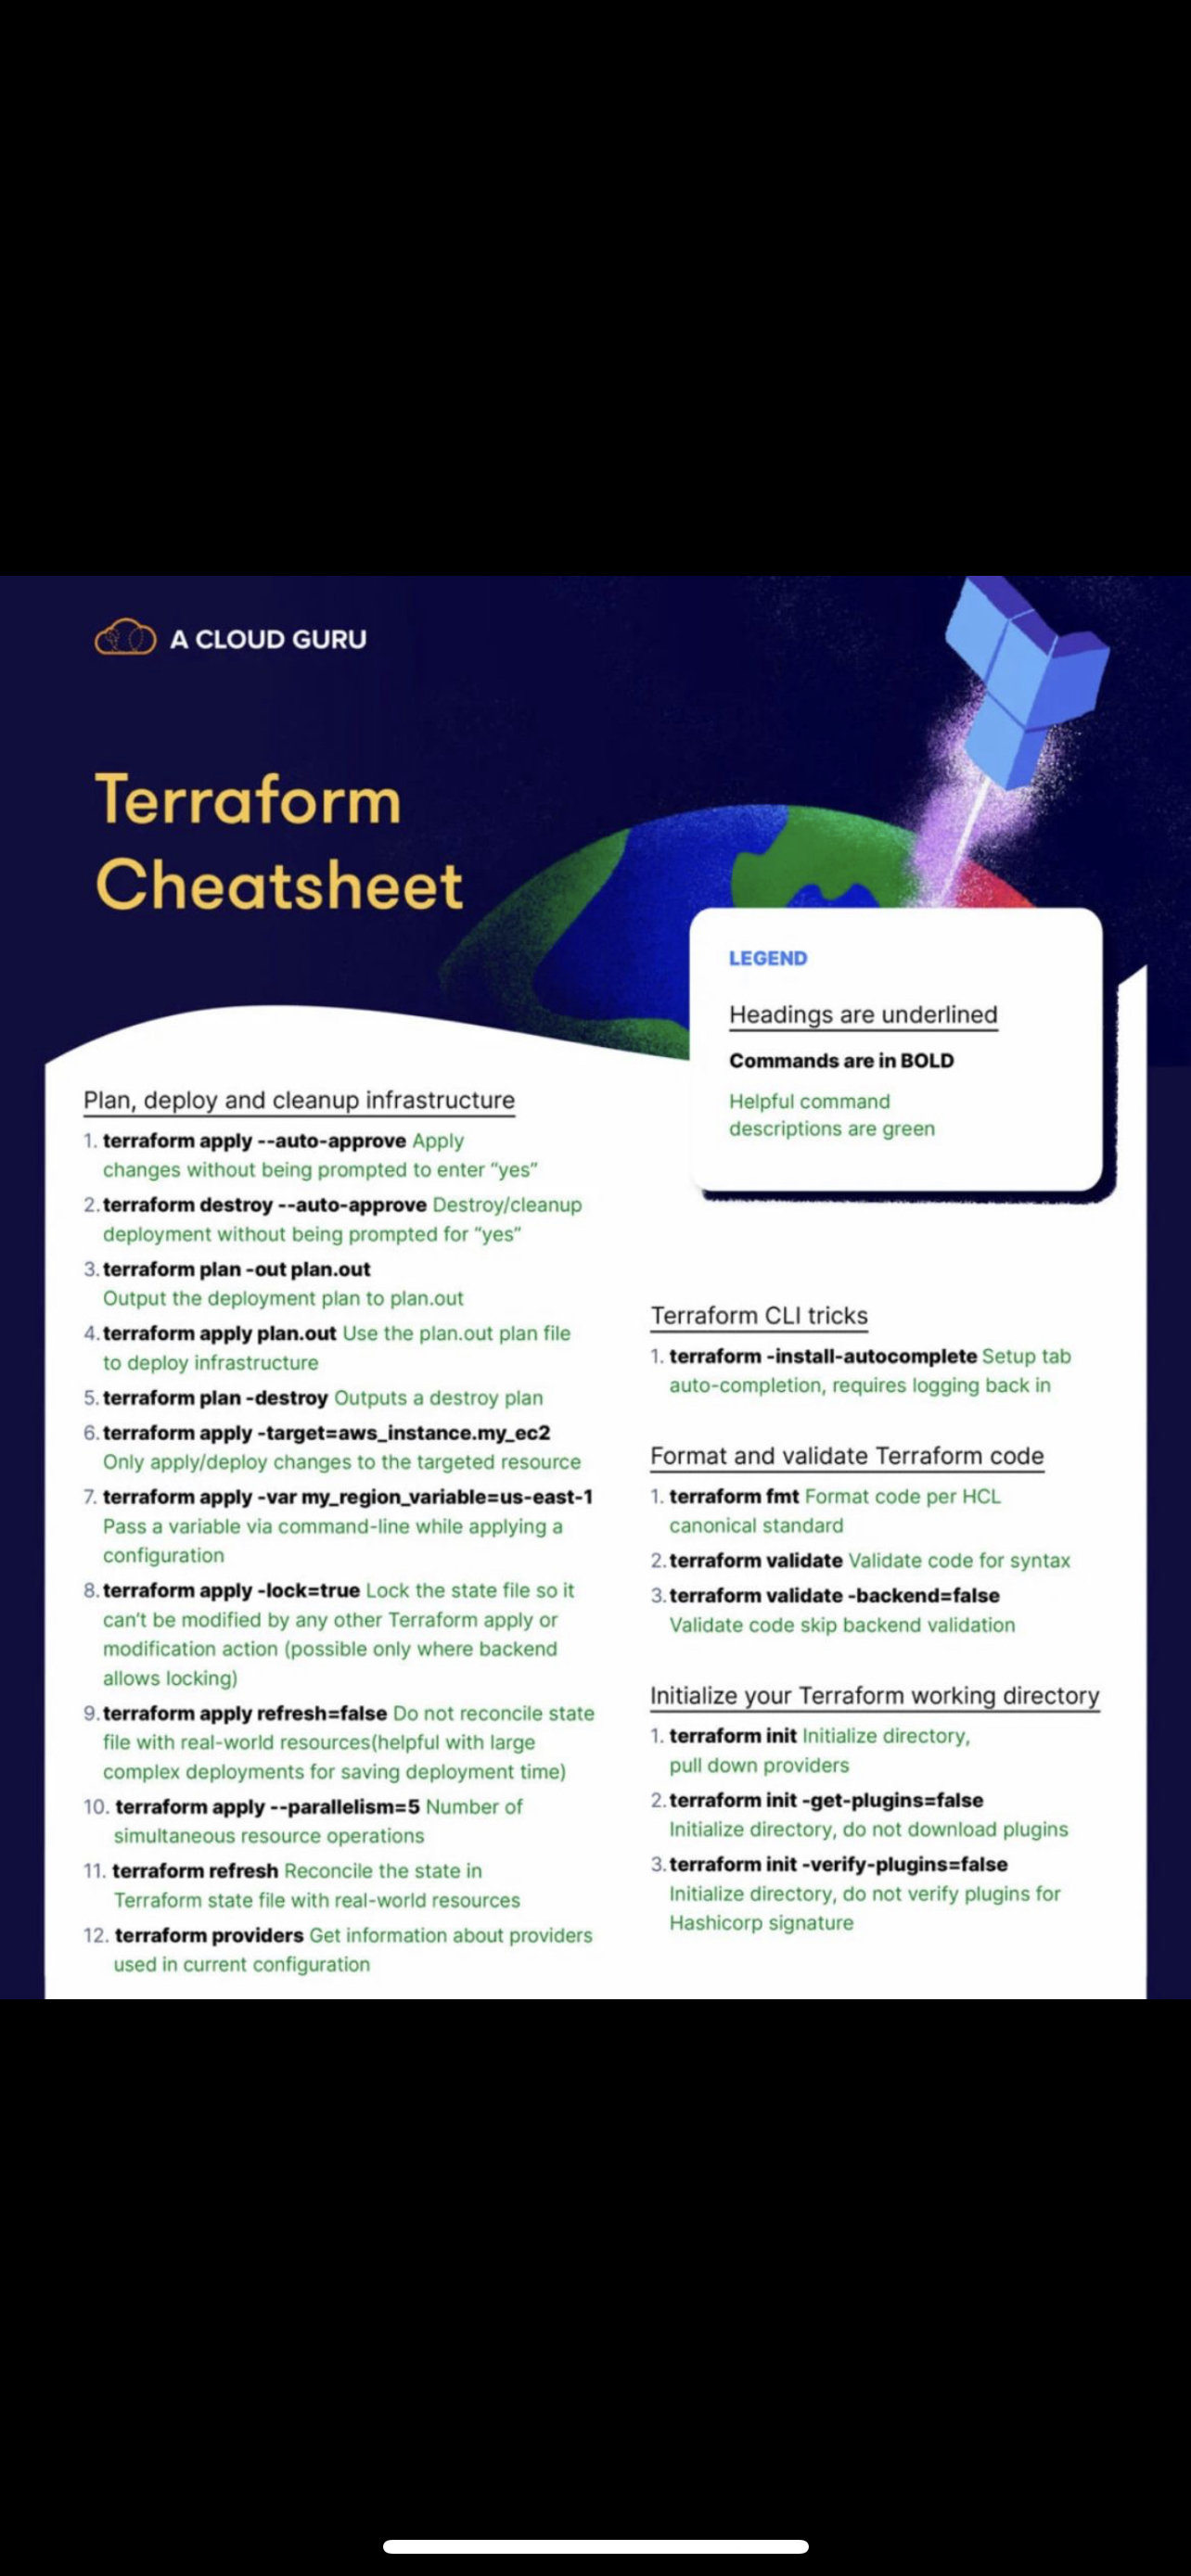 A CLOUD GURU
Terraform
Cheatsheet
LEGEND
Headings are underlined
Commands are in BOLD
Helpful command
descriptions are green
Plan, deploy and cleanup infrastructure
1. terraform apply --auto-approve Apply
changes without being prompted to enter “yes”
2. terraform destroy --auto-approve Destroy/cleanup
deployment without being prompted for “yes”
3. terraform plan -out plan.out
Output the deployment plan to plan.out
4. terraform apply plan.out Use the plan.out plan file
to deploy infrastructure
5. terraform plan -destroy Outputs a destroy plan
6. terraform apply -target=aws_instance.my_ec2
Only apply/deploy changes to the targeted resource
7. terraform apply -var my_region_variable=us-east-1
Pass a variable via command-line while applying a
configuration
8. terraform apply -lock=true Lock the state file so it
can't be modified by any other Terraform apply or
modification action (possible only where backend
allows locking)
9. terraform apply refresh=false Do not reconcile state
file with real-world resources(helpful with large
complex deployments for saving deployment time)
10. terraform apply --parallelism=5 Number of
simultaneous resource operations
11. terraform refresh Reconcile the state in
Terraform state file with real-world resources
12. terraform providers Get information about providers
used in current configuration
Terraform CLI tricks
1. terraform -install-autocomplete Setup tab
auto-completion, requires logging back in
Format and validate Terraform code
1. terraform fmt Format code per HCL
canonical standard
2. terraform validate Validate code for syntax
3. terraform validate -backend=false
Validate code skip backend validation
Initialize your Terraform working directory
1. terraform init Initialize directory,
pull down providers
2. terraform init -get-plugins=false
Initialize directory, do not download plugins
3. terraform init -verify-plugins=false
Initialize directory, do not verify plugins for
Hashicorp signature